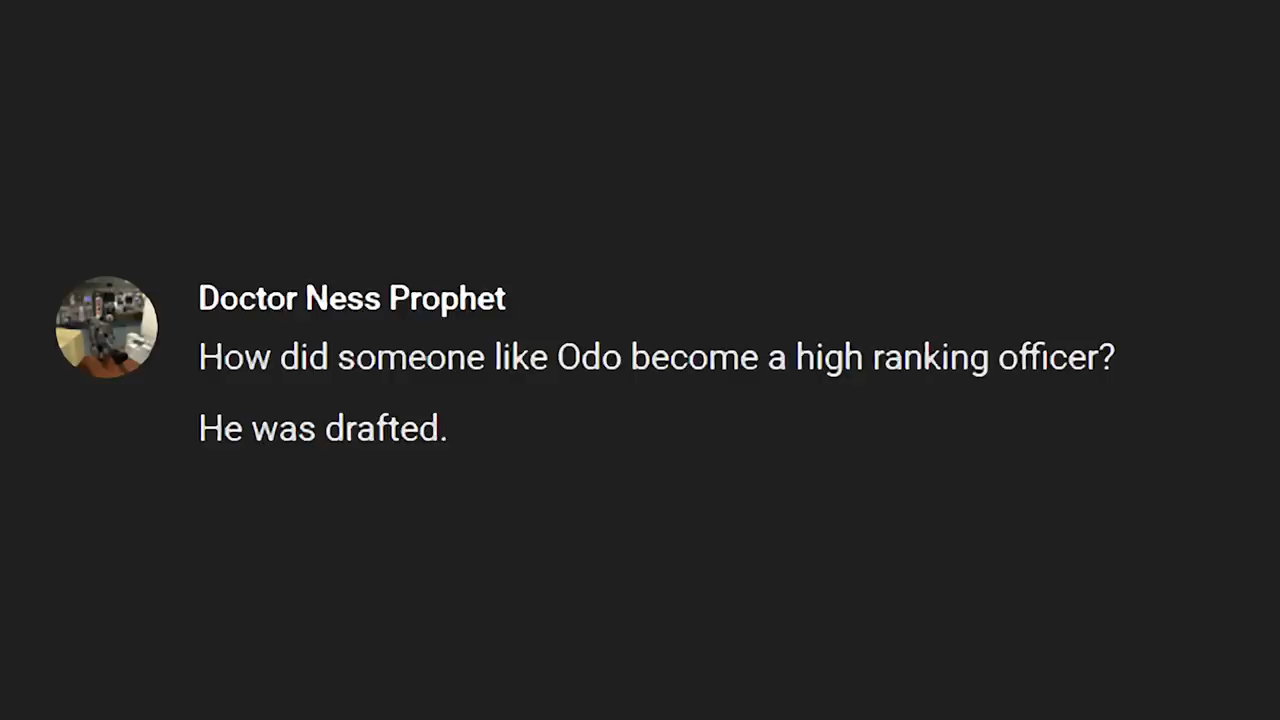 Doctor Ness Prophet
How did someone like Odo become a high ranking officer?
He was drafted.